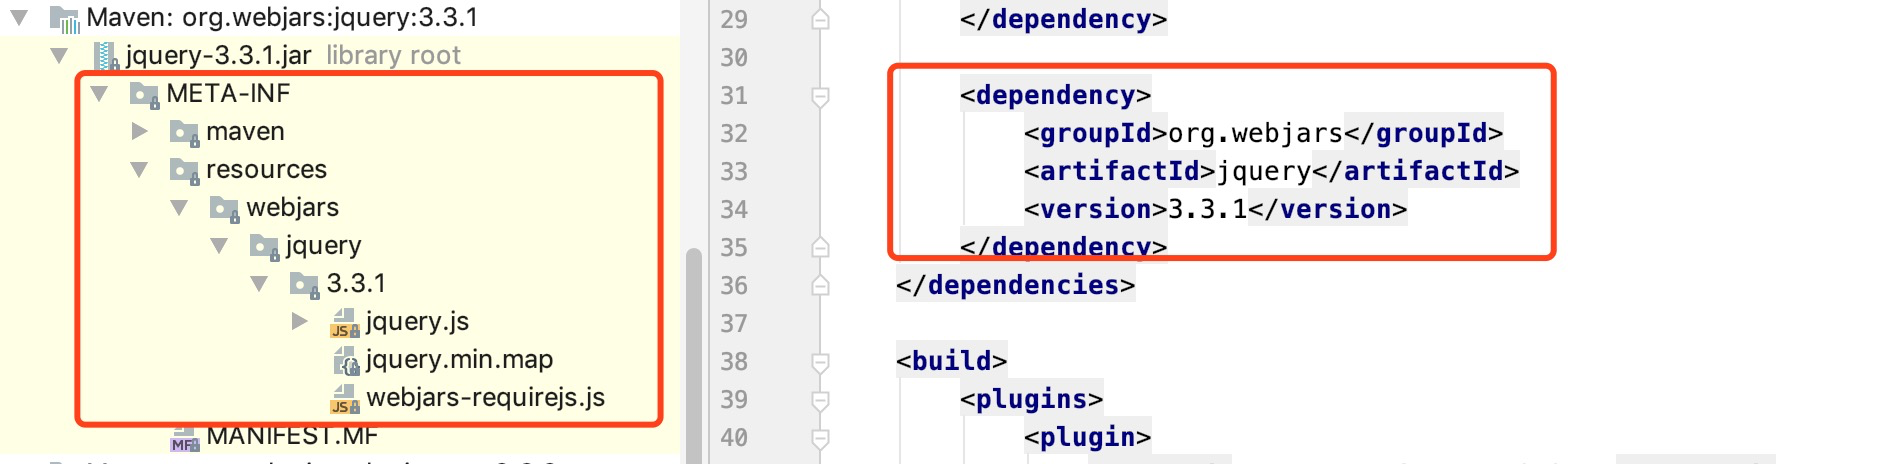 Maven: org.webjars:jquery:3.3.1
jquery-3.3.1.jar library root
META-INF
maven
resources
webjars
jquery
3.3.1
jquery.js
JS
jquery.min.map
webjars-requirejs.js
JS
MANIFEST.MF
MF
29 </dependency>
30
31 <dependency>
32 <groupId>org.webjars</groupId>
33 <artifactId>jquery</artifactId>
34 <version>3.3.1</version>
35 </dependency>
36 </dependencies>
37
38 <build>
39 <plugins>
40 <plugin>